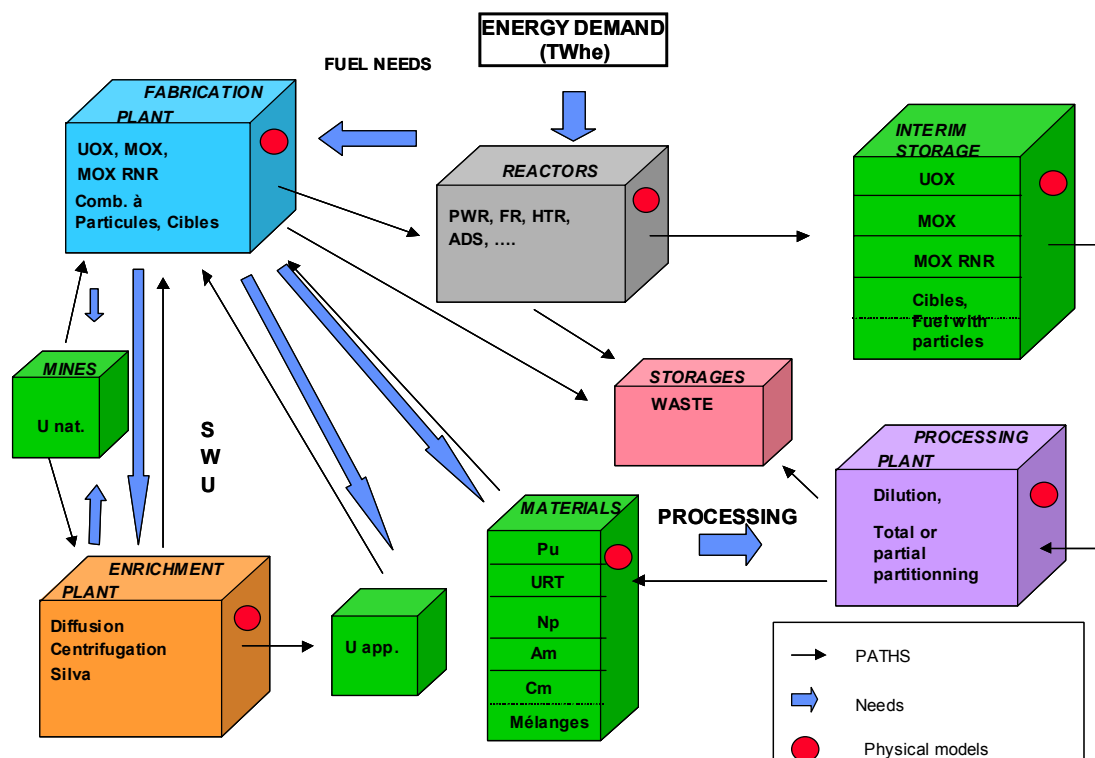 ENERGY DEMAND
(TWhe)
FUEL NEEDS
FABRICATION
PLANT
UOX, MOX,
MOX RNR
Comb. à
Particules, Cibles
REACTORS
PWR, FR, HTR,
ADS, ....
INTERIM
STORAGE
UOX
MOX
MOX RNR
Cibles,
Fuel with
particles
MINES
U nat.
S
W
U
STORAGES
WASTE
PROCESSING
PLANT
Dilution,
Total or
partial
partitionning
MATERIALS
Pu
URT
Np
Am
Cm
Mélanges
PROCESSING
ENRICHMENT
PLANT
Diffusion
Centrifugation
Silva
U app.
PATHS
Needs
Physical models